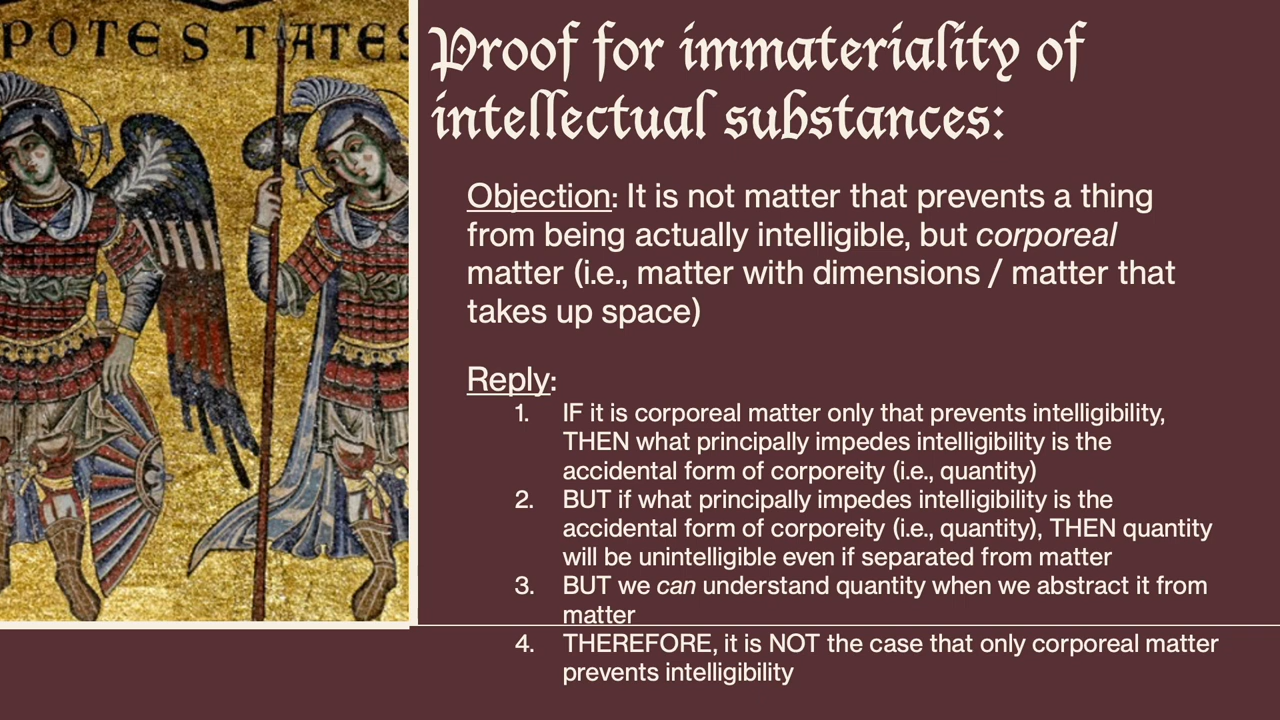 POTESTATES
Proof for immateriality of
intellectual substances:
Objection: It is not matter that prevents a thing
from being actually intelligible, but corporeal
matter (i.e., matter with dimensions / matter that
takes up space)
Reply:
1. IF it is corporeal matter only that prevents intelligibility,
THEN what principally impedes intelligibility is the
accidental form of corporeity (i.e., quantity)
2. BUT if what principally impedes intelligibility is the
accidental form of corporeity (i.e., quantity), THEN quantity
will be unintelligible even if separated from matter
3. BUT we can understand quantity when we abstract it from
matter
4. THEREFORE, it is NOT the case that only corporeal matter
prevents intelligibility